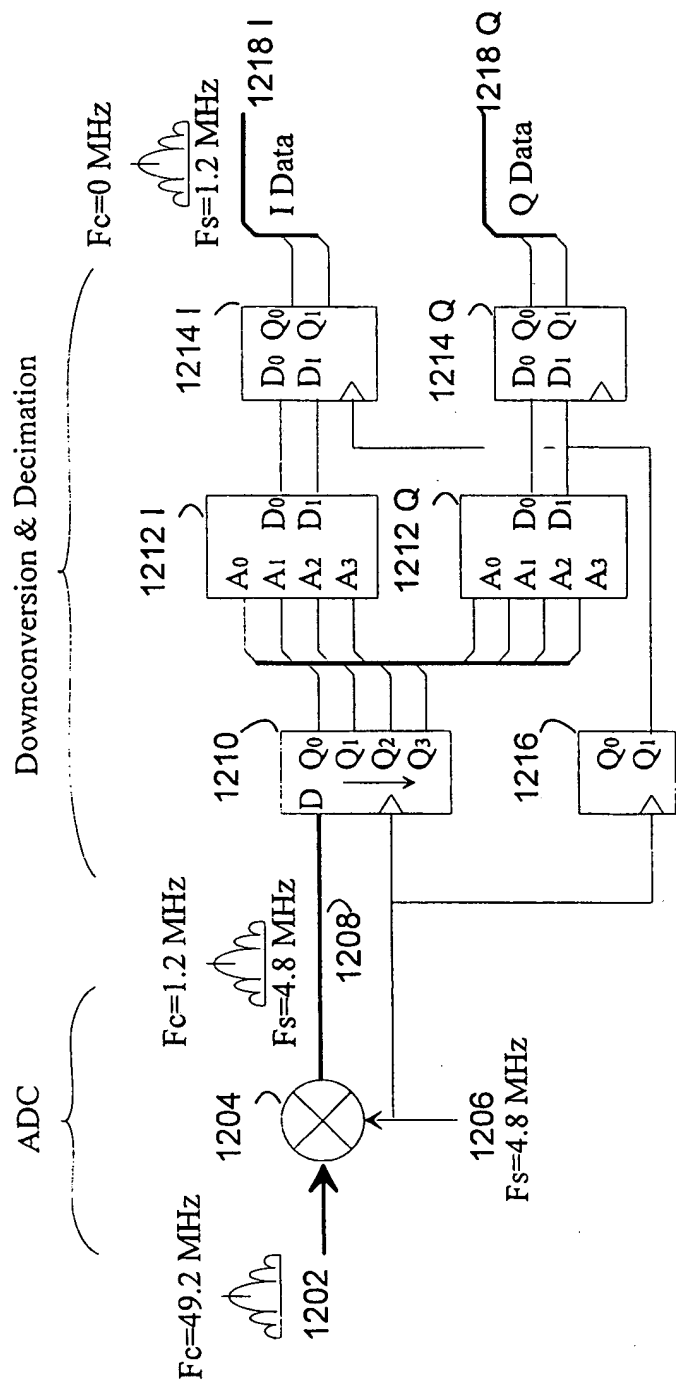 ADC
Downconversion & Decimation
Fc=49.2 MHz
1202
1204
1206
Fs=4.8 MHz
Fc=1.2 MHz
Fs=4.8 MHz
1208
1210
D Q0
Q1
Q2
Q3
1216
Q0
Q1
1212 I
A0
A1 D0
A2 D1
A3
1212 Q
A0
A1 D0
A2 D1
A3
1214 I
D0 Q0
D1 Q1
1214 Q
D0 Q0
D1 Q1
Fc=0 MHz
Fs=1.2 MHz
I Data
1218 I
Q Data
1218 Q